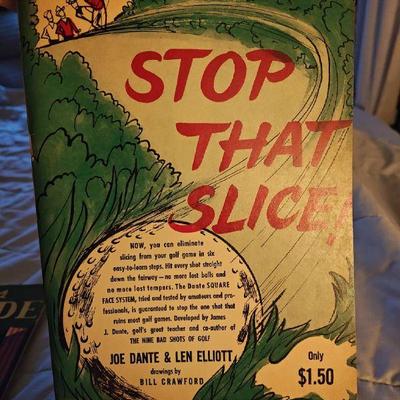 STOP
THAT
SLICE!
NOW, you can eliminate
slicing from your golf game in six
easy-to-learn steps. Hit every shot straight
down the fairway—no more lost balls and
no more lost tempers. The Dante SQUARE
FACE SYSTEM, tried and tested by amateurs and pro-
fessionals, is guaranteed to stop the one shot that
ruins most golf games. Developed by James
J. Dante, golf's great teacher and co-author of
THE NINE BAD SHOTS OF GOLF
JOE DANTE & LEN ELLIOTT
drawings by
BILL CRAWFORD
Only
$1.50
DE